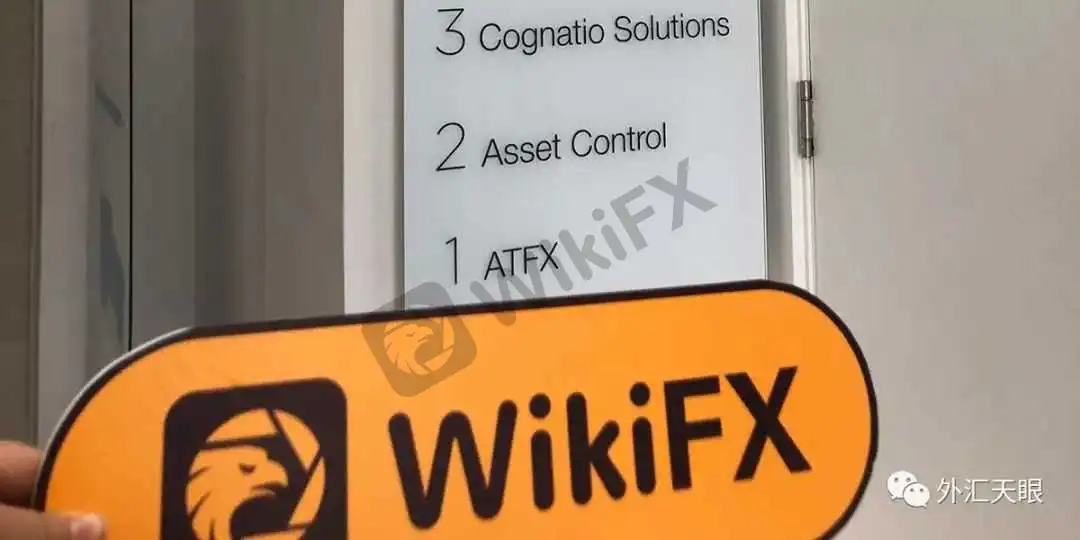 3 Cognatio Solutions
2 Asset Control
1 ATFX
WikiFX
WikiFX
外汇天眼